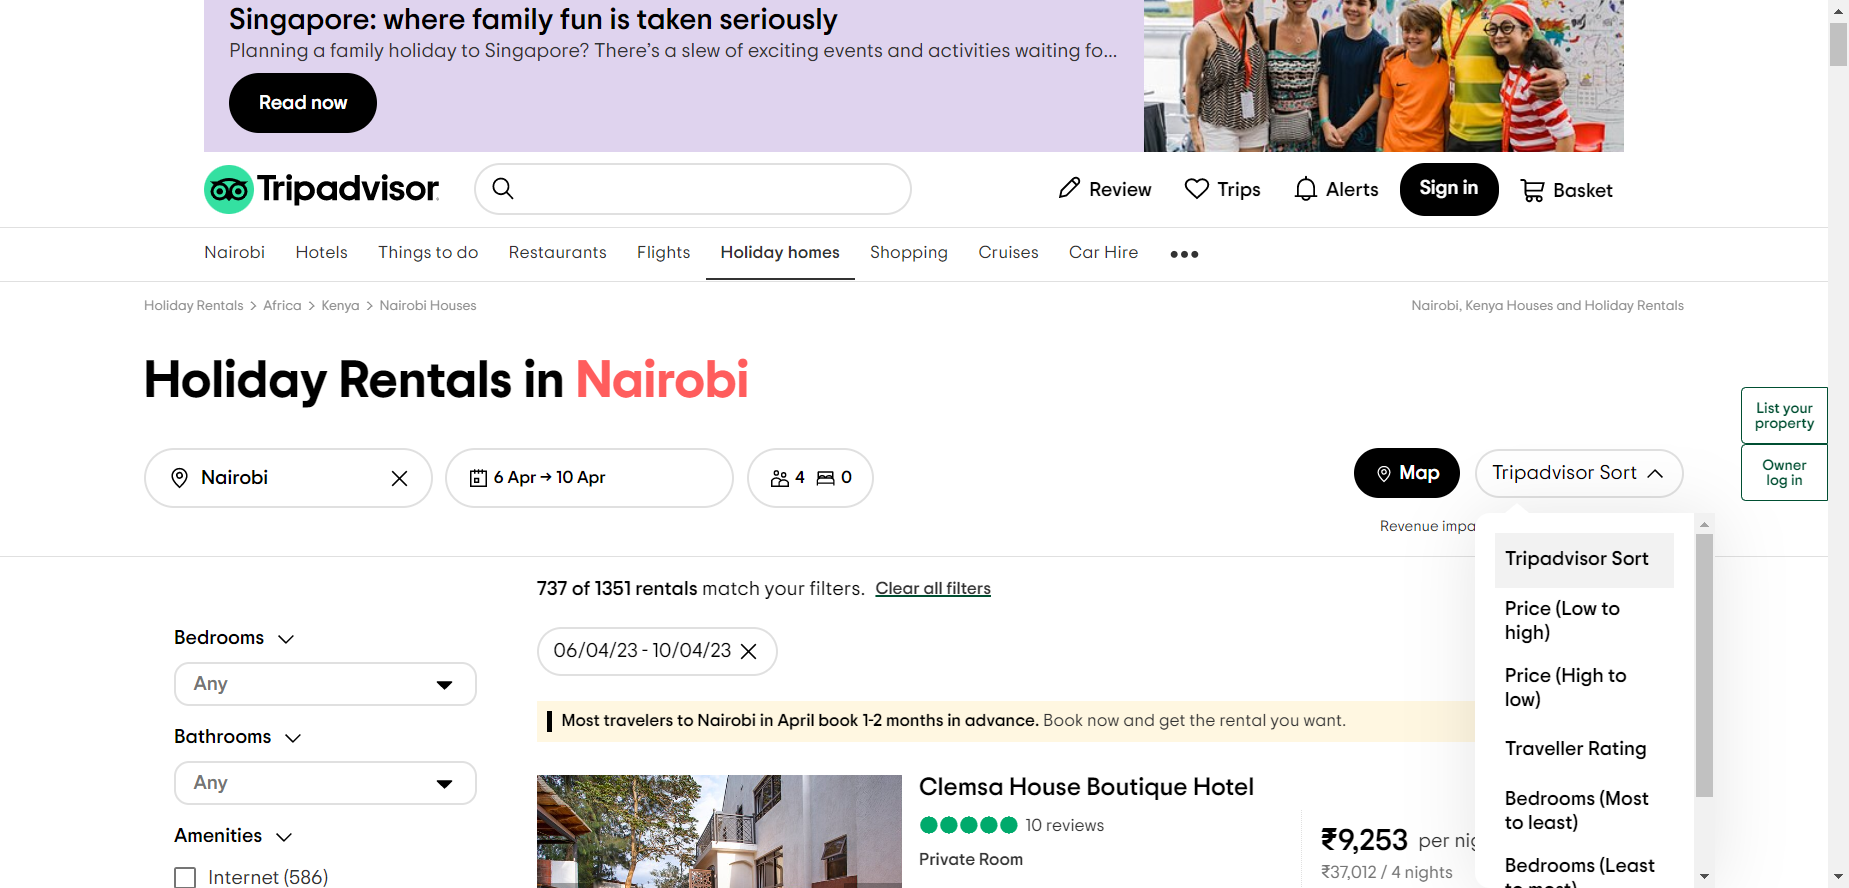 Singapore: where family fun is taken seriously
Planning a family holiday to Singapore? There's a slew of exciting events and activities waiting fo...
Read now
Tripadvisor
Review
Trips
Alerts
Sign in
Basket
Nairobi
Hotels
Things to do
Restaurants
Flights
Holiday homes
Shopping
Cruises
Car Hire
Holiday Rentals > Africa > Kenya > Nairobi Houses
Nairobi, Kenya Houses and Holiday Rentals
Holiday Rentals in Nairobi
List your
property
Owner
log in
Nairobi
6 Apr → 10 Apr
4
0
Map
Tripadvisor Sort
Revenue impa
Tripadvisor Sort
Price (Low to
high)
Price (High to
low)
Traveller Rating
Bedrooms (Most
to least)
Bedrooms (Least
to most)
737 of 1351 rentals match your filters. Clear all filters
06/04/23 - 10/04/23
Most travelers to Nairobi in April book 1-2 months in advance. Book now and get the rental you want.
Bedrooms
Any
Bathrooms
Any
Amenities
Internet (586)
Clemsa House Boutique Hotel
10 reviews
Private Room
₹9,253 per nig
₹37,012 / 4 nights